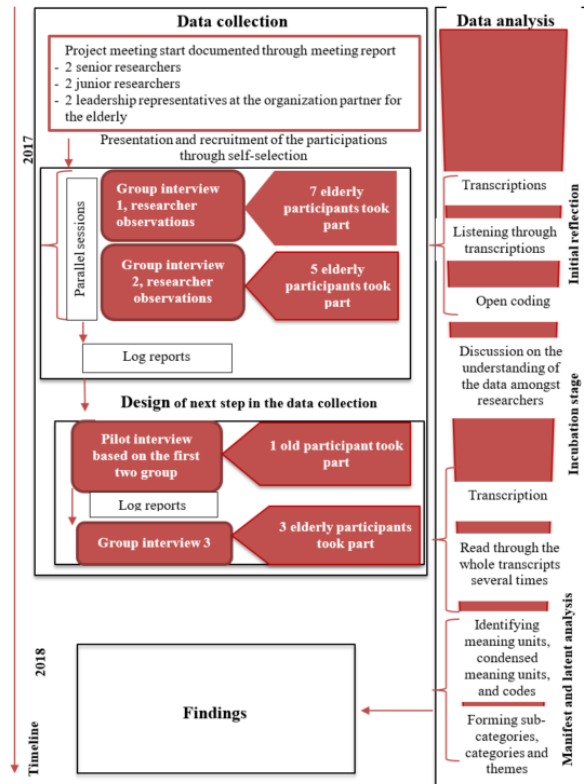 Data collection
Project meeting start documented through meeting report
- 2 senior researchers
- 2 junior researchers
- 2 leadership representatives at the organization partner for
the elderly
Presentation and recruitment of the participations
through self-selection
2017
Parallel sessions
Group interview
1, researcher
observations
7 elderly
participants took
part
Group interview
2, researcher
observations
5 elderly
participants took
part
Log reports
Design of next step in the data collection
Pilot interview
based on the first
two group
1 old participant took
part
Log reports
Group interview 3
3 elderly participants
took part
2018
Findings
Timeline
Data analysis
Transcriptions
Listening through
transcriptions
Open coding
Initial reflection
Discussion on the
understanding of
the data amongst
researchers
Incubation stage
Transcription
Read through the
whole transcripts
several times
Identifying
meaning units,
condensed
meaning units,
and codes
Forming sub-
categories,
categories and
themes
Manifest and latent analysis